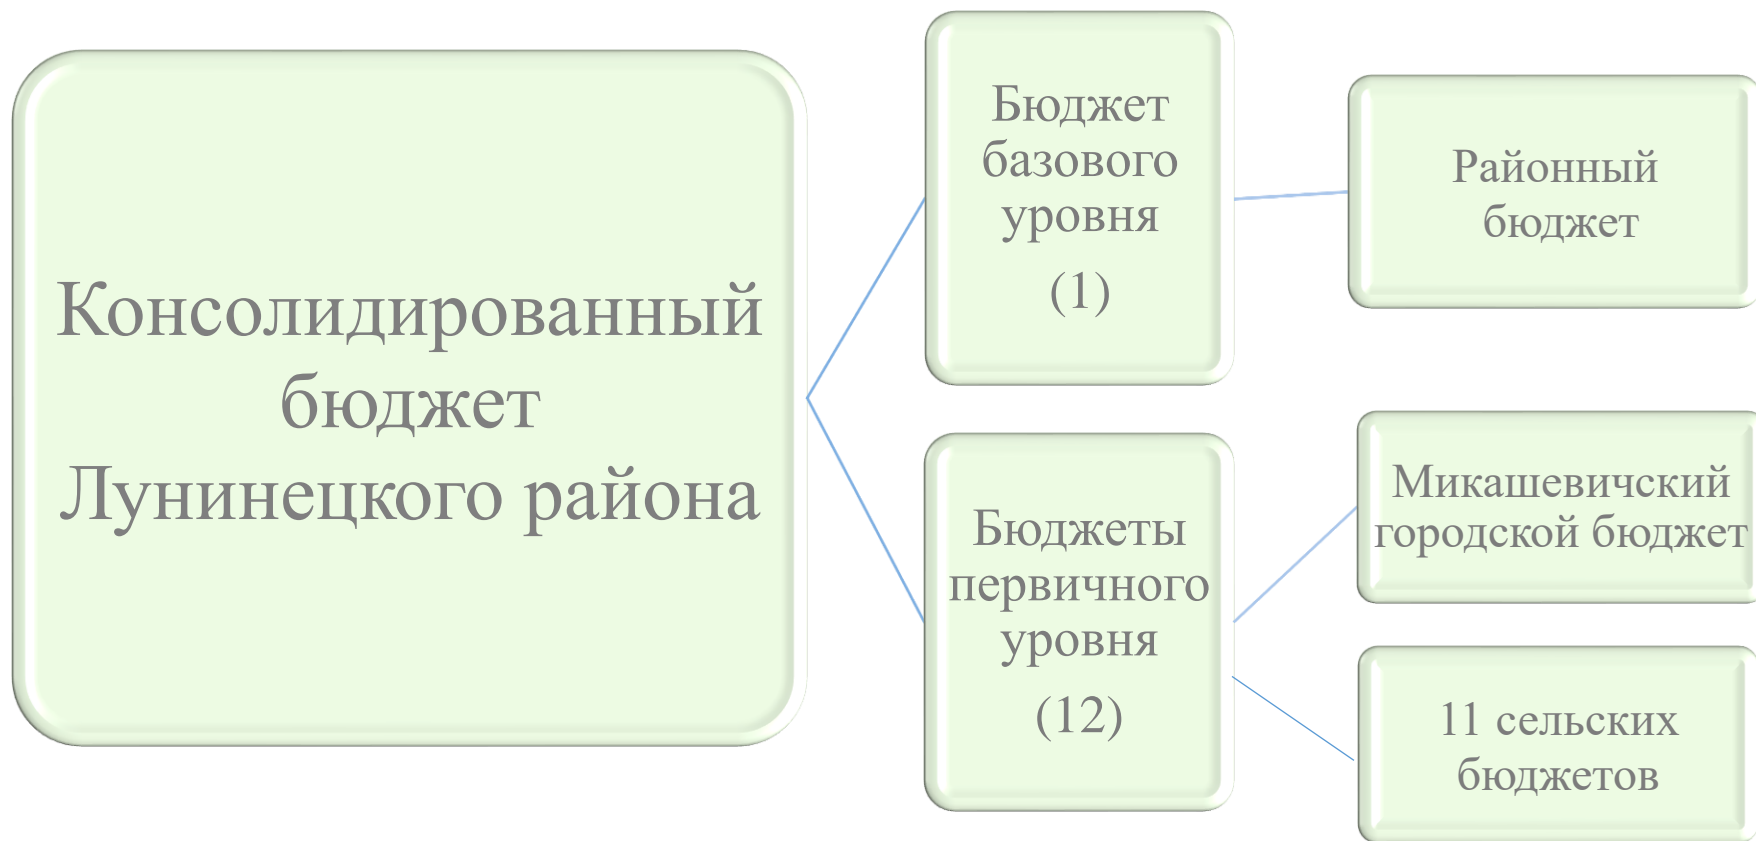 Консолидированный
бюджет
Лунинецкого района
Бюджет
базового
уровня
(1)
Районный
бюджет
Бюджеты
первичного
уровня
(12)
Микашевичский
городской бюджет
11 сельских
бюджетов